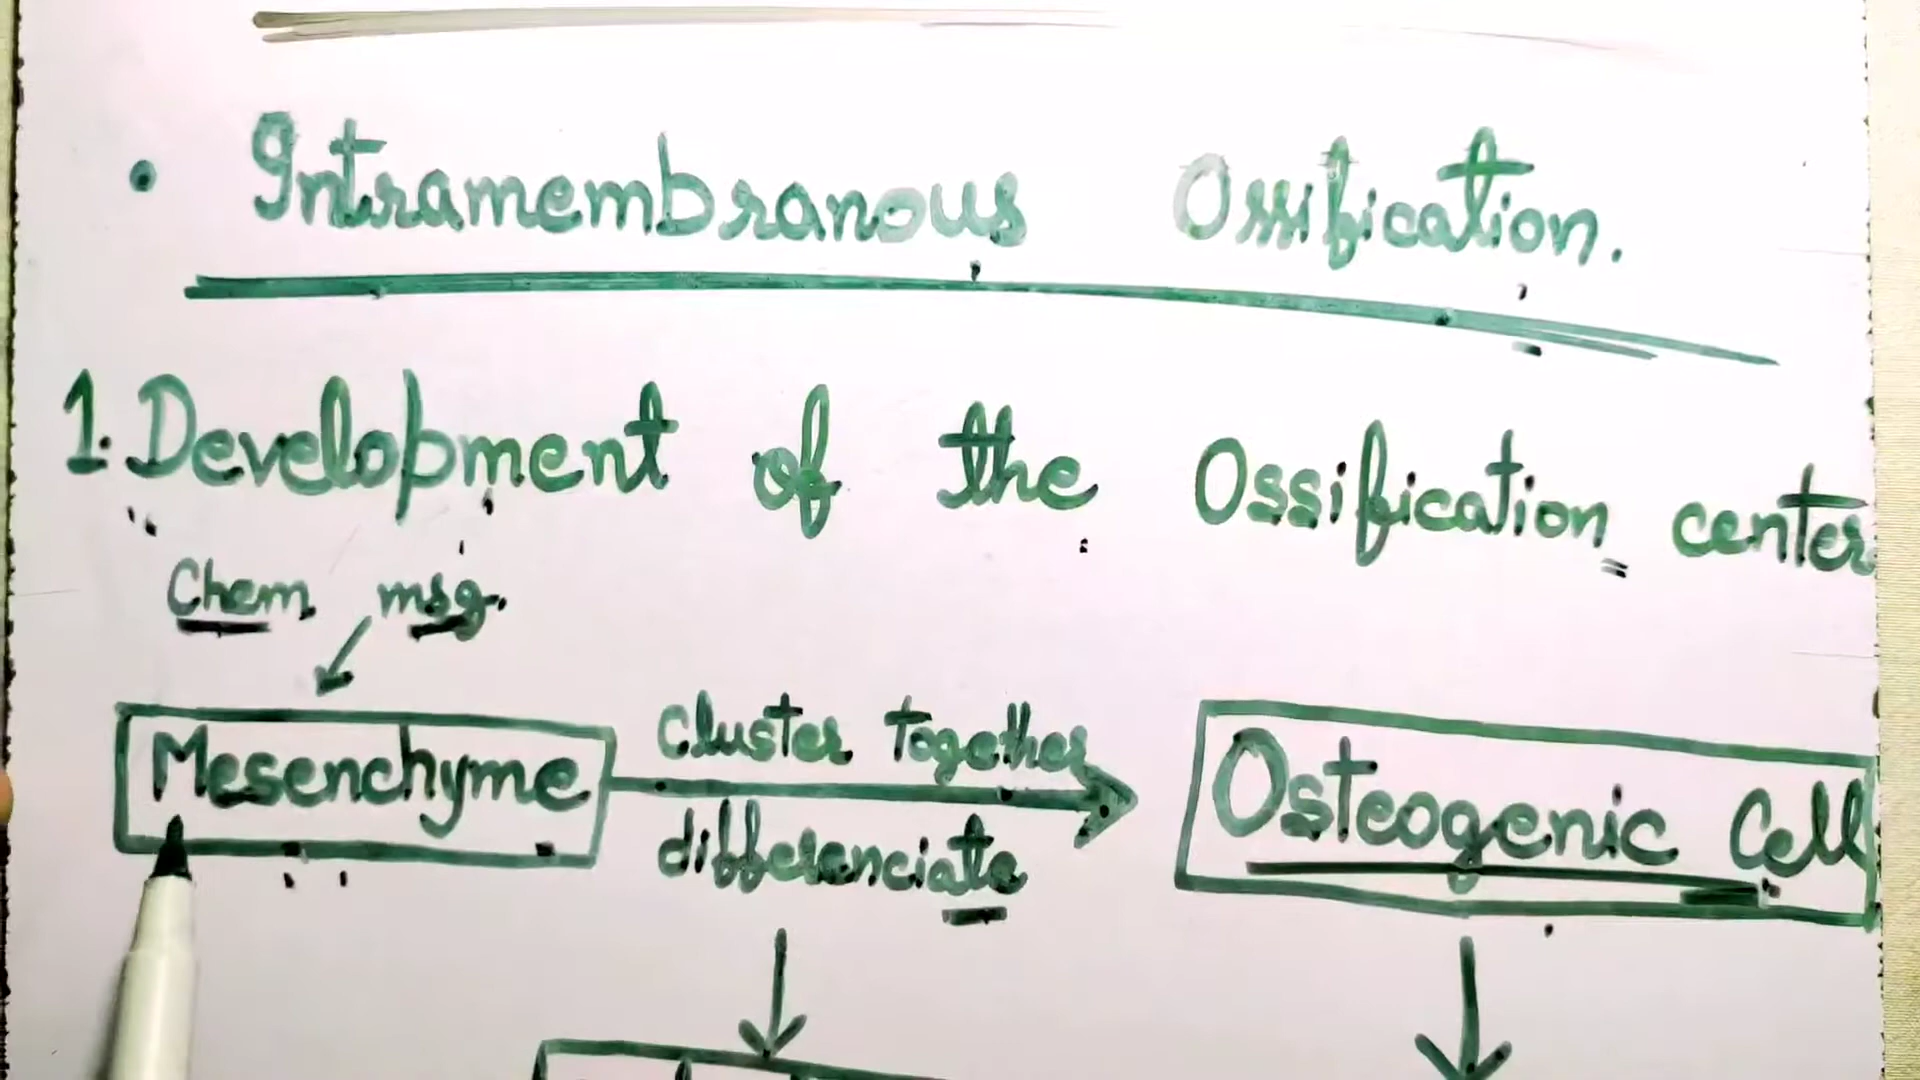 • Intramembranous Ossification.
1. Development of the Ossification center
Chem msg.
Mesenchyme
Cluster Together
differenciate
Osteogenic Cell